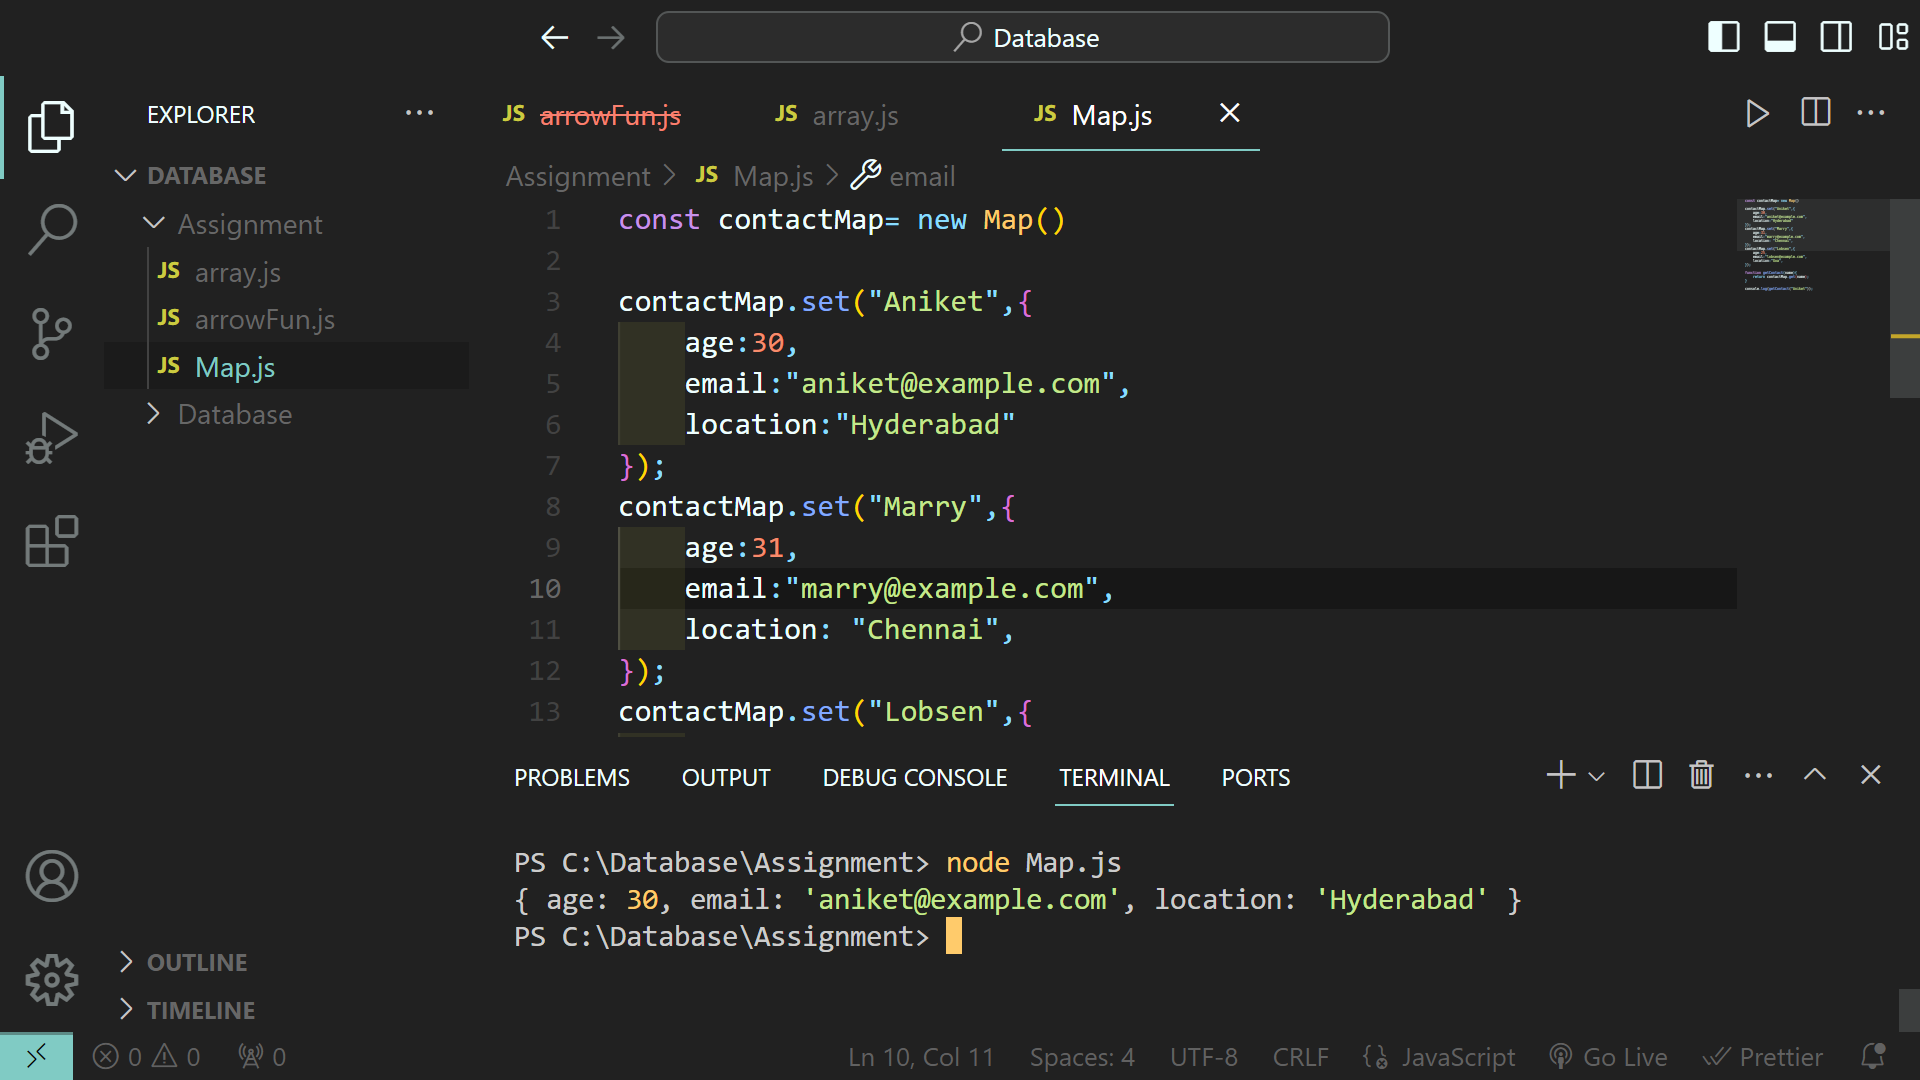 Database
EXPLORER
JS arrowFun.js
JS array.js
JS Map.js
DATABASE
Assignment
JS array.js
JS arrowFun.js
JS Map.js
Database
OUTLINE
TIMELINE
Assignment > JS Map.js > email
1 const contactMap= new Map()
2
3 contactMap.set("Aniket",{
4 age:30,
5 email:"aniket@example.com",
6 location:"Hyderabad"
7 });
8 contactMap.set("Marry",{
9 age:31,
10 email:"marry@example.com",
11 location: "Chennai",
12 });
13 contactMap.set("Lobsen",{
PROBLEMS OUTPUT DEBUG CONSOLE TERMINAL PORTS
PS C:\Database\Assignment> node Map.js
{ age: 30, email: 'aniket@example.com', location: 'Hyderabad' }
PS C:\Database\Assignment>
0 0 0 Ln 10, Col 11 Spaces: 4 UTF-8 CRLF JavaScript Go Live Prettier